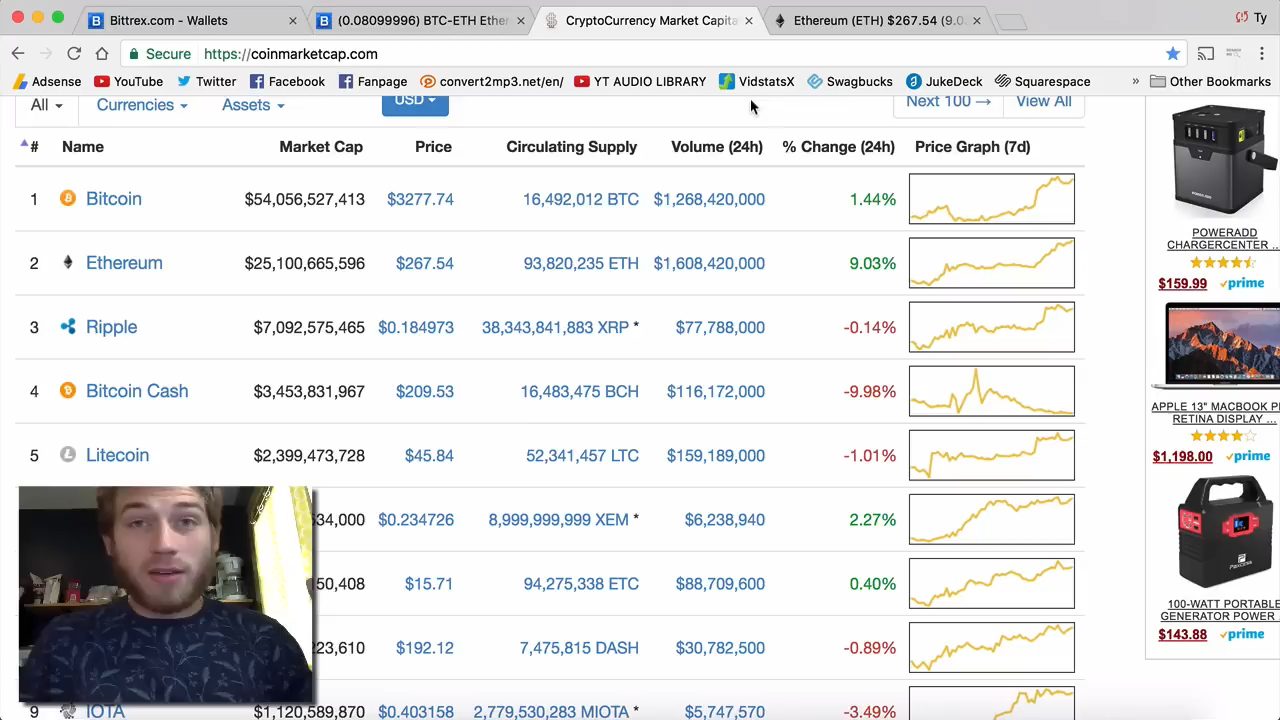 Bittrex.com - Wallets
(0.08099996) BTC-ETH Ether
CryptoCurrency Market Capita
Ethereum (ETH) $267.54 (9.0
Ty
Secure https://coinmarketcap.com
Adsense YouTube Twitter Facebook Fanpage convert2mp3.net/en/ YT AUDIO LIBRARY VidstatsX Swagbucks JukeDeck Squarespace » Other Bookmarks
All Currencies Assets USD Next 100 → View All
# Name Market Cap Price Circulating Supply Volume (24h) % Change (24h) Price Graph (7d)
1 Bitcoin $54,056,527,413 $3277.74 16,492,012 BTC $1,268,420,000 1.44%
2 Ethereum $25,100,665,596 $267.54 93,820,235 ETH $1,608,420,000 9.03%
3 Ripple $7,092,575,465 $0.184973 38,343,841,883 XRP * $77,788,000 -0.14%
4 Bitcoin Cash $3,453,831,967 $209.53 16,483,475 BCH $116,172,000 -9.98%
5 Litecoin $2,399,473,728 $45.84 52,341,457 LTC $159,189,000 -1.01%
34,000 $0.234726 8,999,999,999 XEM * $6,238,940 2.27%
50,408 $15.71 94,275,338 ETC $88,709,600 0.40%
23,610 $192.12 7,475,815 DASH $30,782,500 -0.89%
9 IOTA $1,120,589,870 $0.403158 2,779,530,283 MIOTA * $5,747,570 -3.49%
POWERADD
CHARGERCENTER ...
$159.99 prime
APPLE 13" MACBOOK P
RETINA DISPLAY ...
$1,198.00 prime
100-WATT PORTABLE
GENERATOR POWER
$143.88 prime